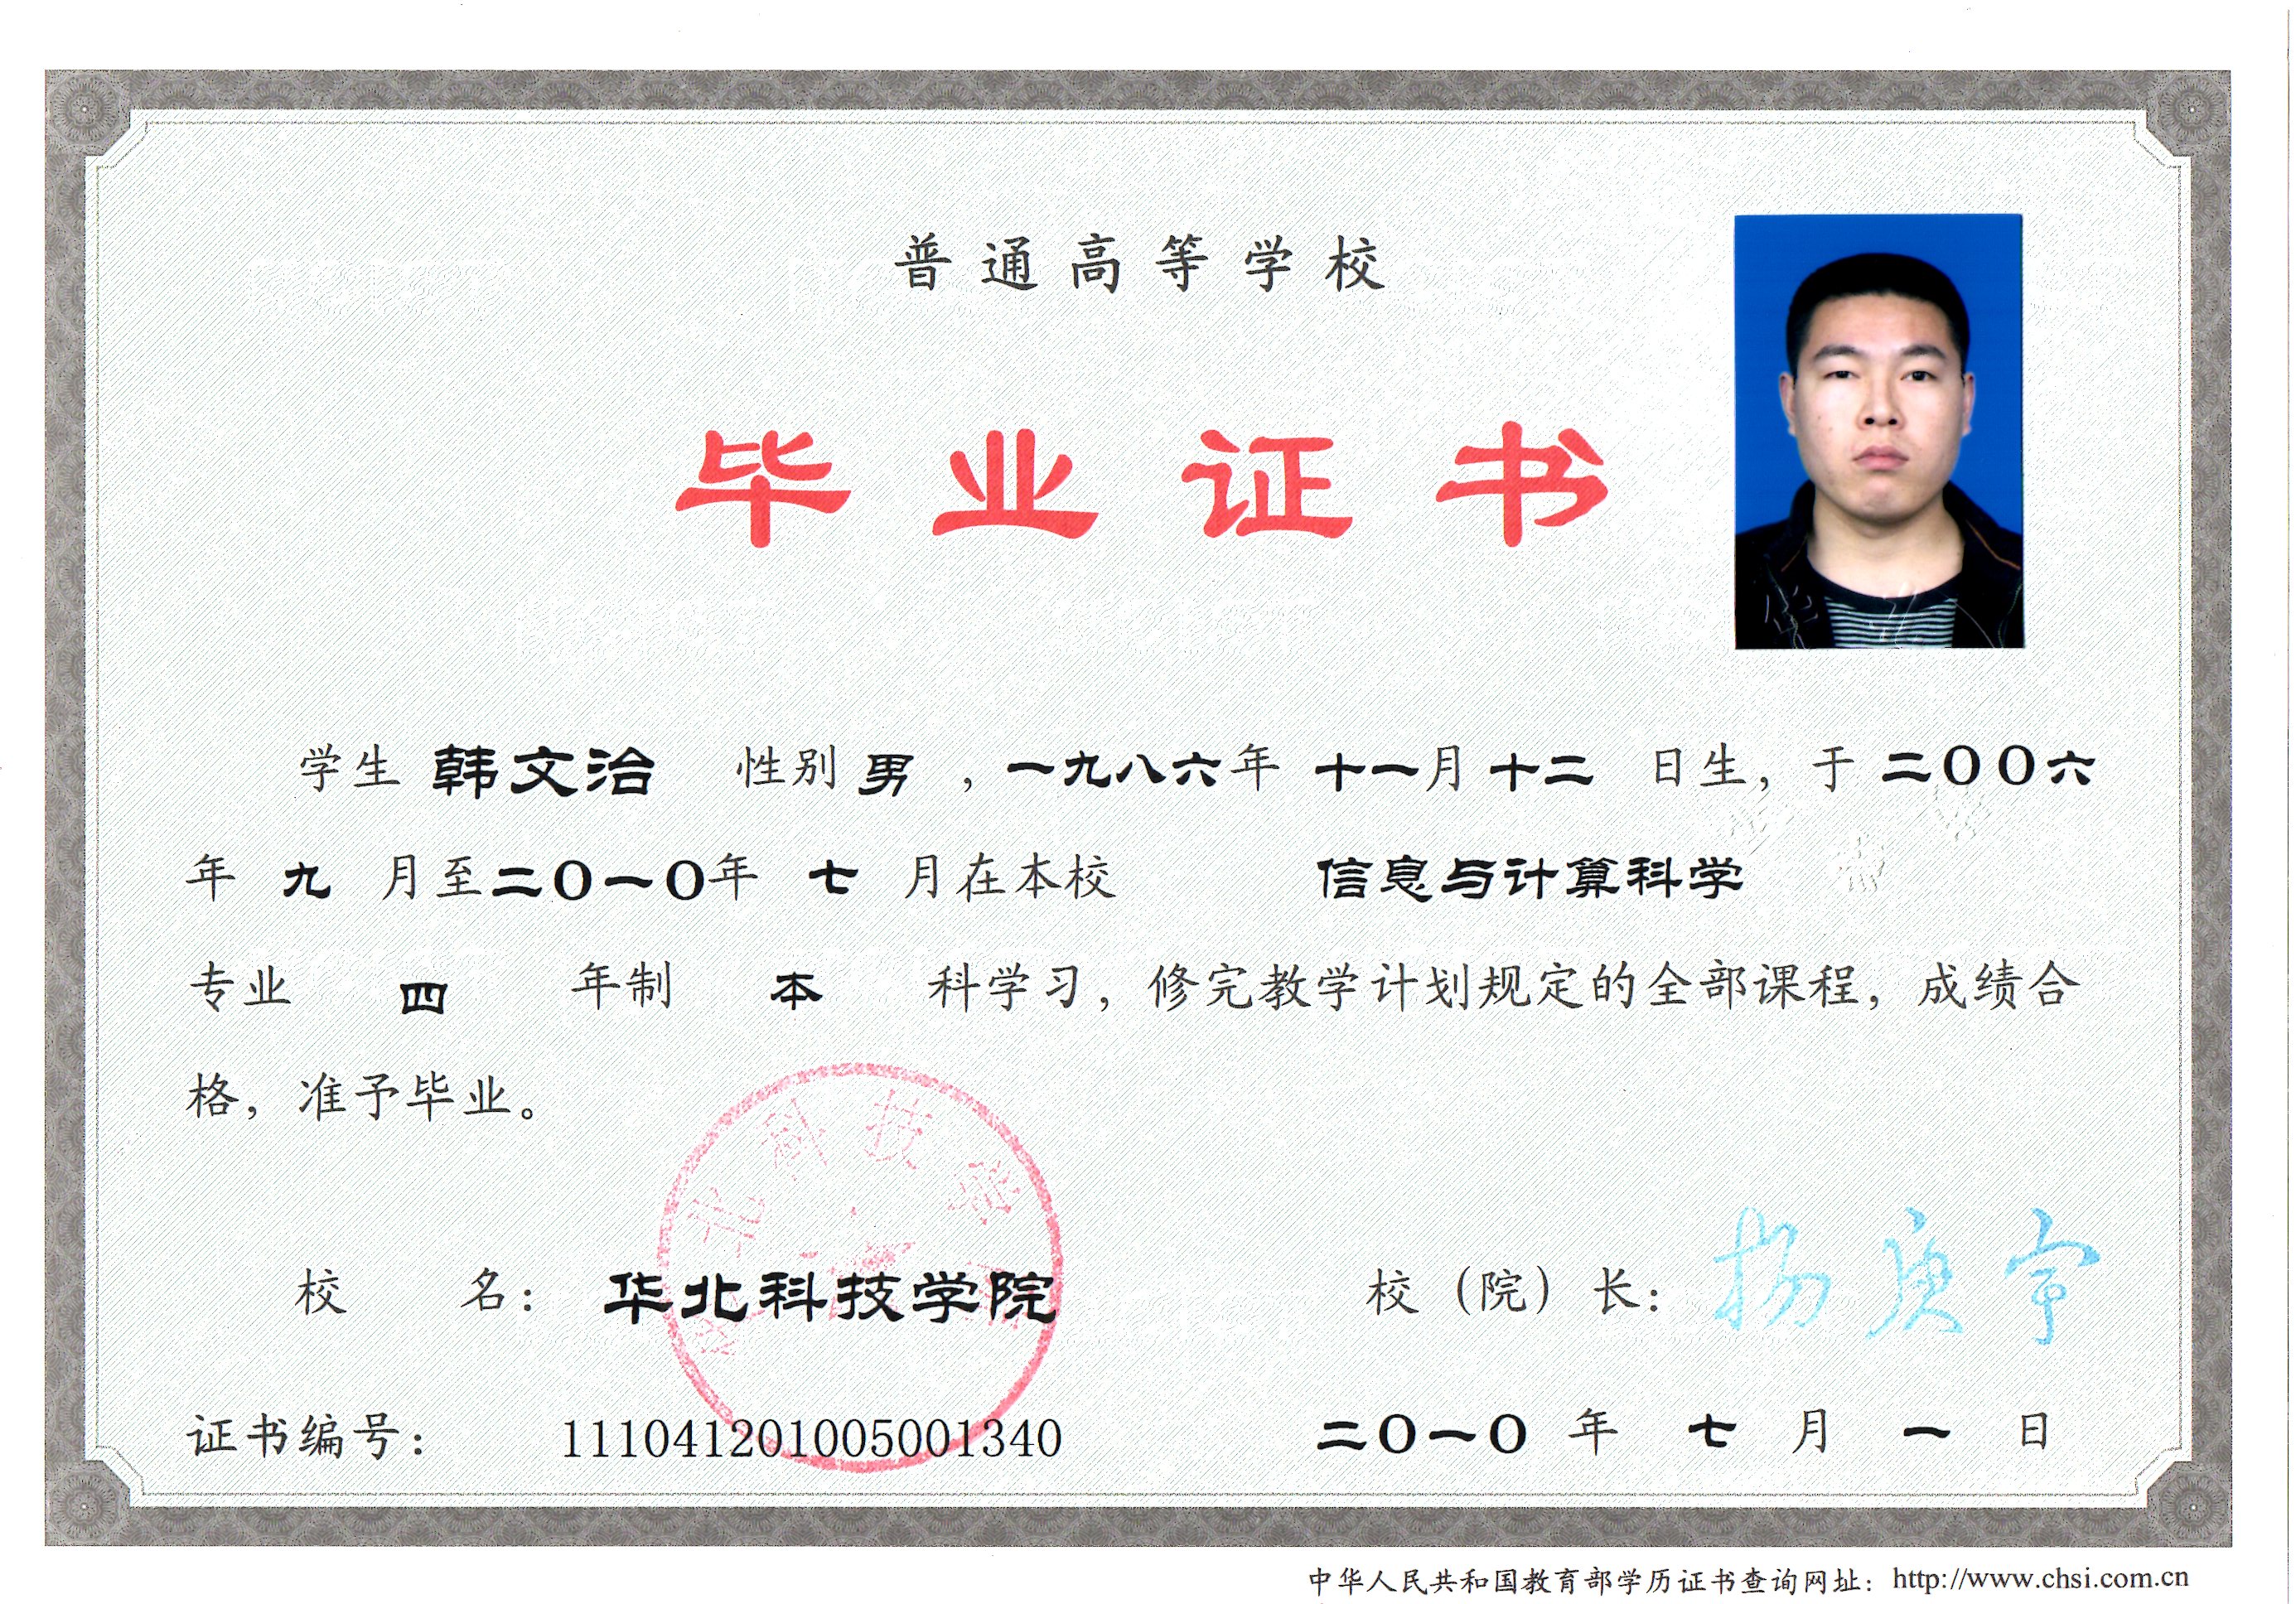 普通高等学校
毕业证书
学生 韩文治 性别 男 ，一九八六年 十一月 十二 日生，于 二〇〇六
年 九 月至二〇一〇年 七 月在本校 信息与计算科学
专业 四 年制 本 科学习，修完教学计划规定的全部课程，成绩合
格，准予毕业。
华北科技学院
校 名： 华北科技学院 校（院）长： 杨庚宇
证书编号： 111041201005001340 二〇一〇 年 七 月 一 日
中华人民共和国教育部学历证书查询网址：http://www.chsi.com.cn